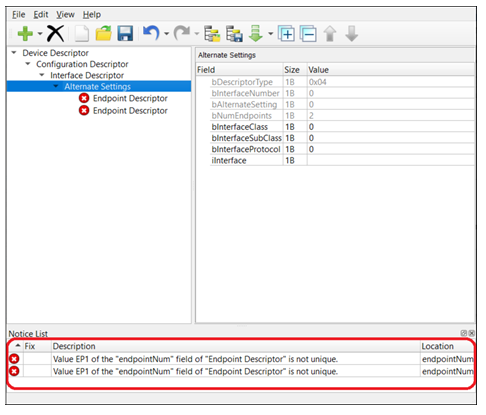 File Edit View Help
Device Descriptor
Configuration Descriptor
Interface Descriptor
Alternate Settings
Endpoint Descriptor
Endpoint Descriptor
Alternate Settings
Field Size Value
bDescriptorType 1B 0x04
bInterfaceNumber 1B 0
bAlternateSetting 1B 0
bNumEndpoints 1B 2
bInterfaceClass 1B 0
bInterfaceSubClass 1B 0
bInterfaceProtocol 1B 0
iInterface 1B
Notice List
Fix Description Location
Value EP1 of the "endpointNum" field of "Endpoint Descriptor" is not unique. endpointNum
Value EP1 of the "endpointNum" field of "Endpoint Descriptor" is not unique. endpointNum